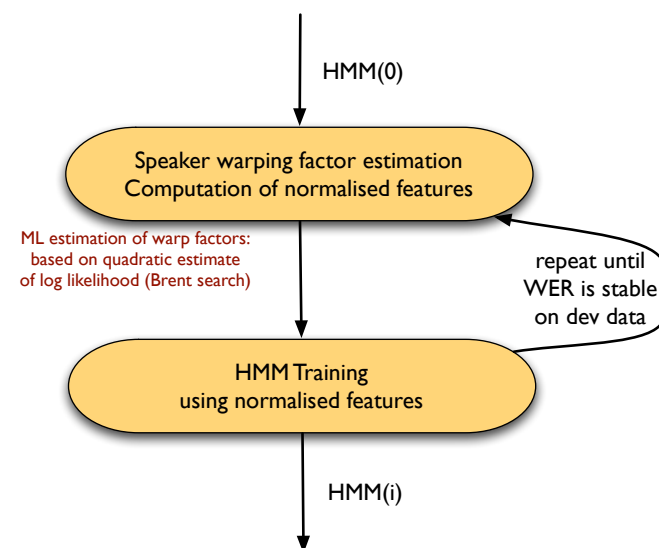 HMM(0)
Speaker warping factor estimation
Computation of normalised features
ML estimation of warp factors:
based on quadratic estimate
of log likelihood (Brent search)
repeat until
WER is stable
on dev data
HMM Training
using normalised features
HMM(i)